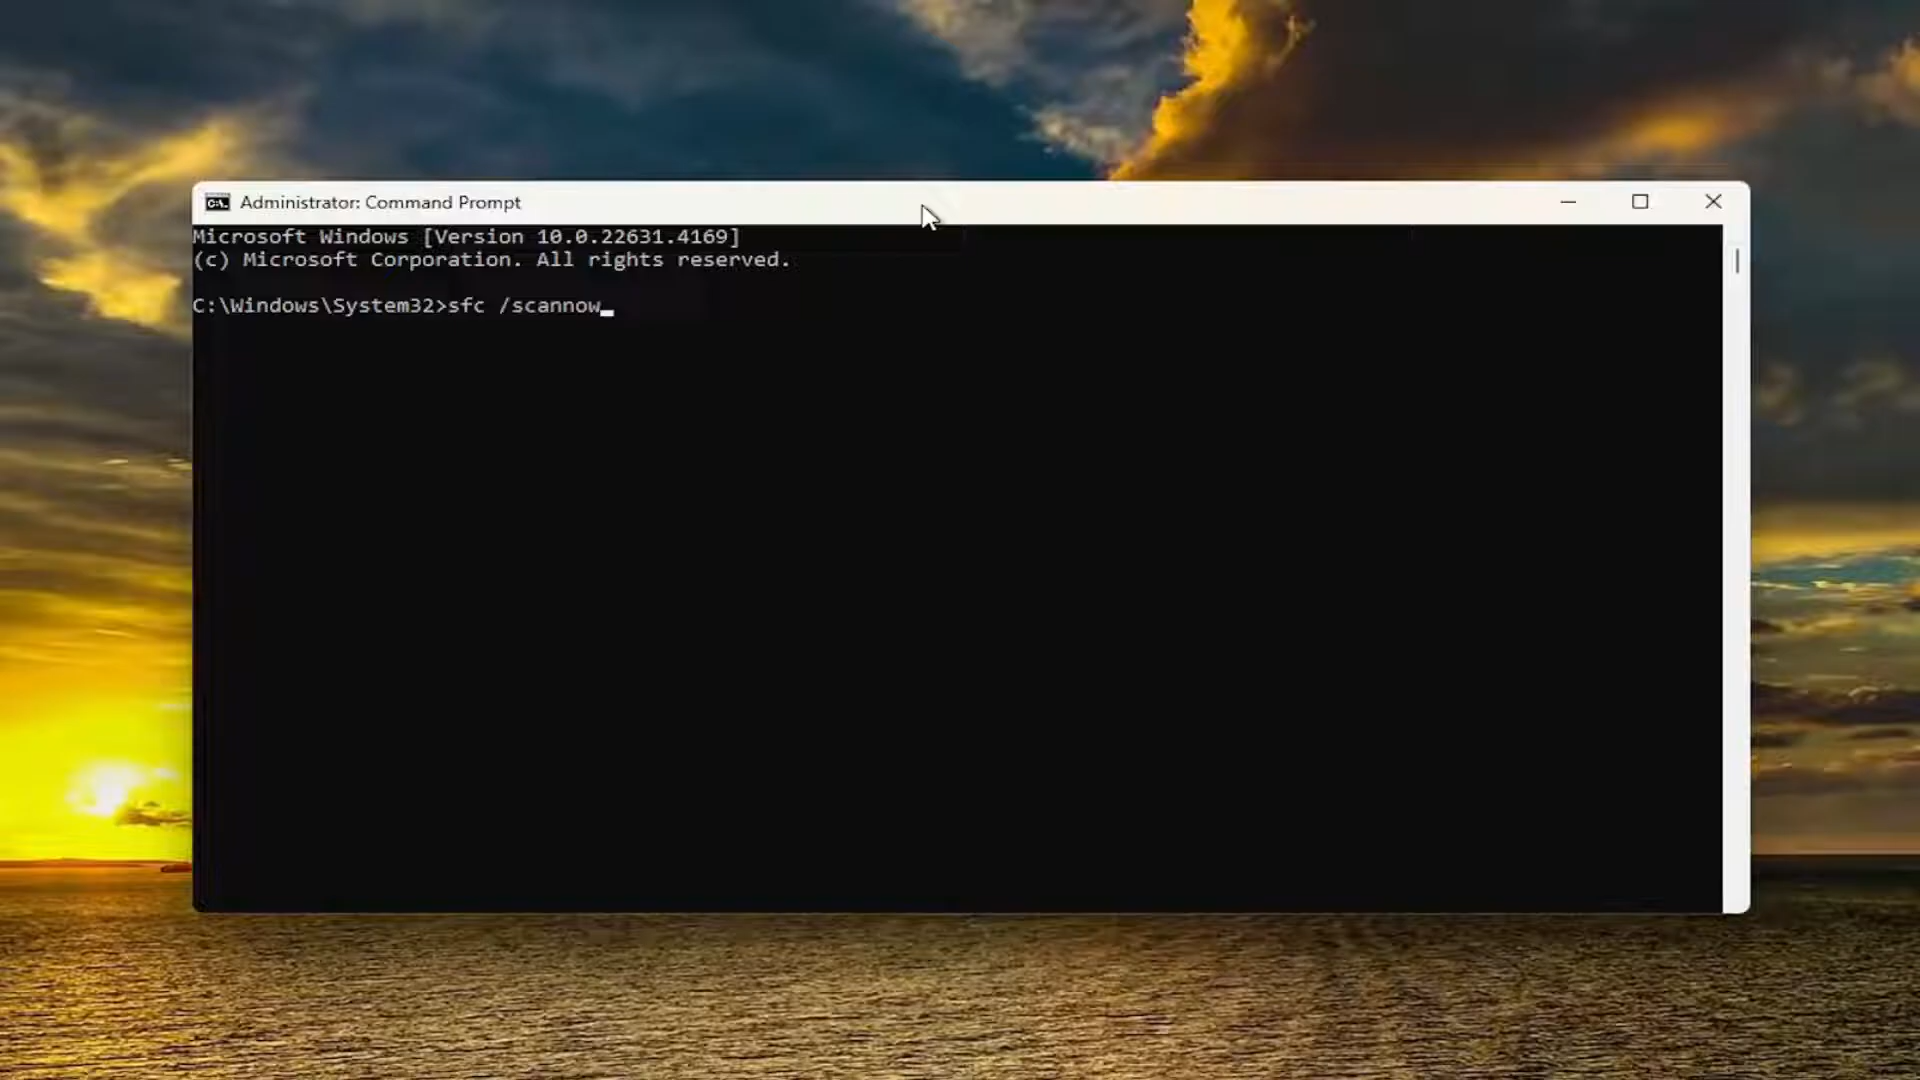 Administrator: Command Prompt
Microsoft Windows [Version 10.0.22631.4169]
(c) Microsoft Corporation. All rights reserved.
C:\Windows\System32>sfc /scannow